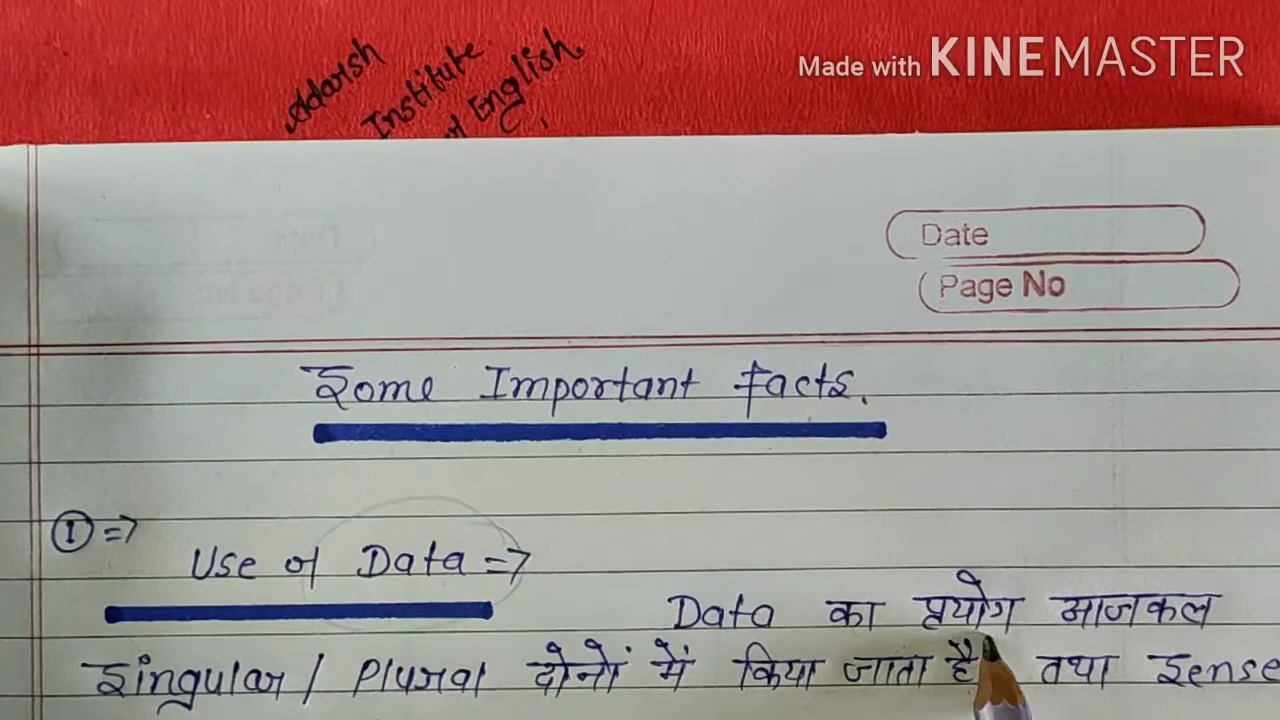 Made with KINEMASTER
Adarsh
Institute
of English
Date
Page No
Some Important Facts.
① =>
Use of Data =>
Data का प्रयोग आजकल
Singular / Plural दोनों में किया जाता है तथा Sense